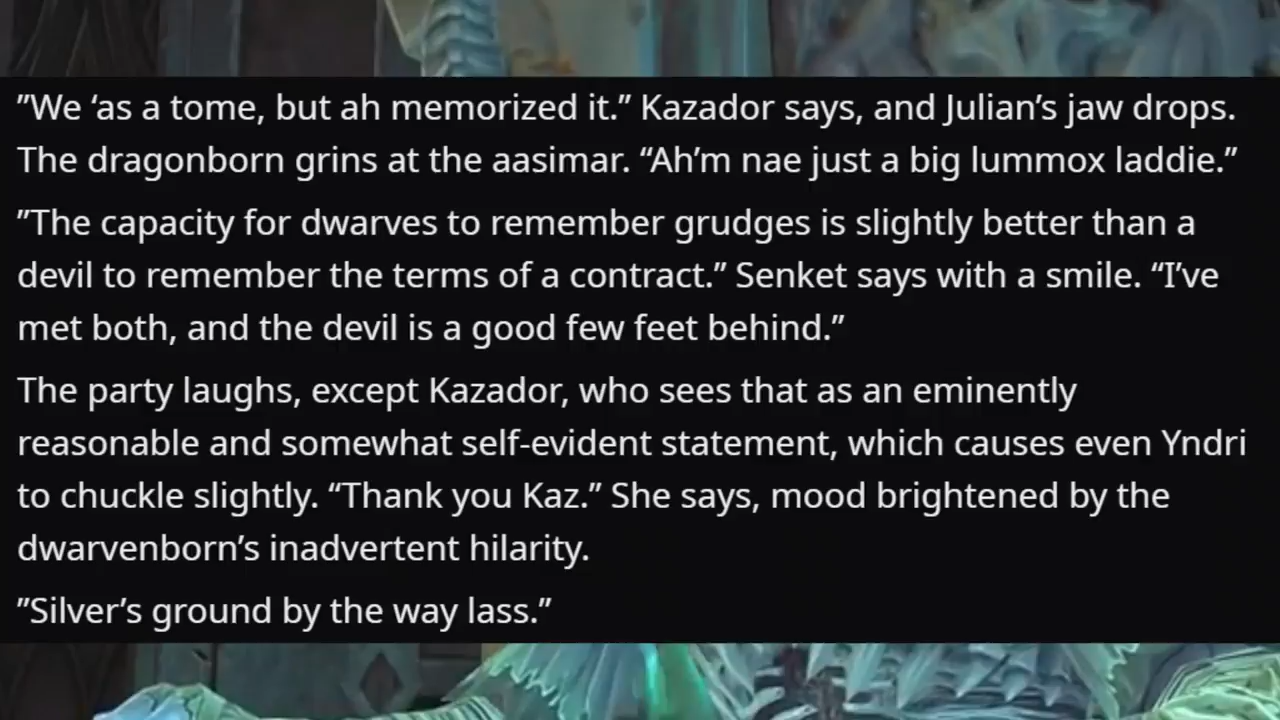 ”We ‘as a tome, but ah memorized it.” Kazador says, and Julian’s jaw drops.
The dragonborn grins at the aasimar. “Ah’m nae just a big lummox laddie.”
”The capacity for dwarves to remember grudges is slightly better than a
devil to remember the terms of a contract.” Senket says with a smile. “I’ve
met both, and the devil is a good few feet behind.”
The party laughs, except Kazador, who sees that as an eminently
reasonable and somewhat self-evident statement, which causes even Yndri
to chuckle slightly. “Thank you Kaz.” She says, mood brightened by the
dwarvenborn’s inadvertent hilarity.
”Silver’s ground by the way lass.”